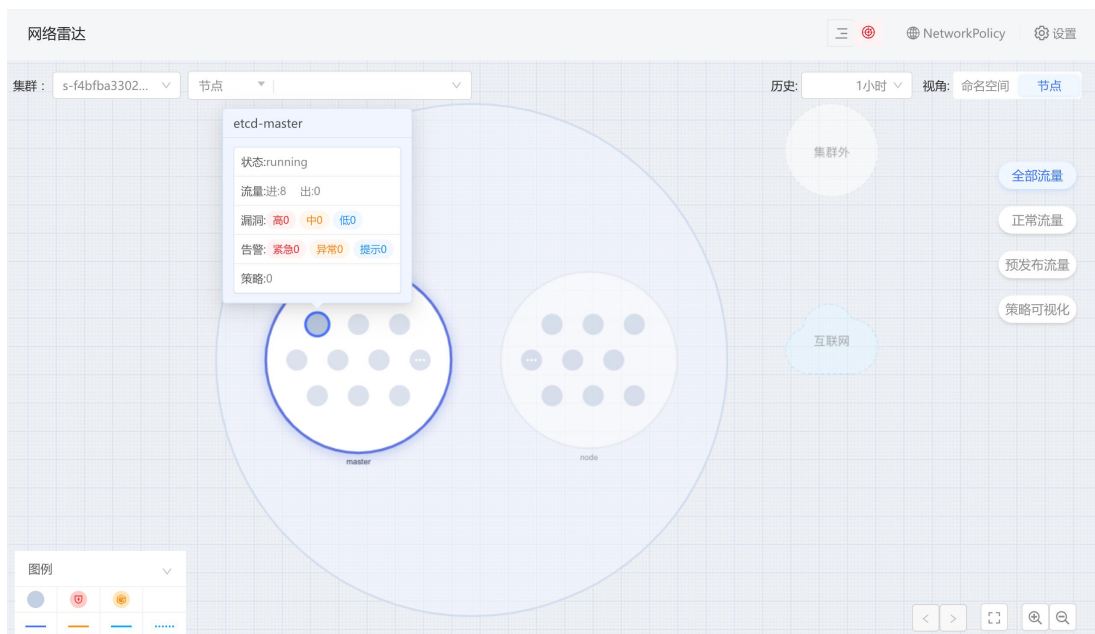 网络雷达
NetworkPolicy
设置
集群：
s-f4bfba3302...
节点
历史:
1小时
视角:
命名空间
节点
etcd-master
状态:running
流量:进:8 出:0
漏洞: 高0 中0 低0
告警: 紧急0 异常0 提示0
策略:0
集群外
全部流量
正常流量
预发布流量
策略可视化
互联网
master
node
图例